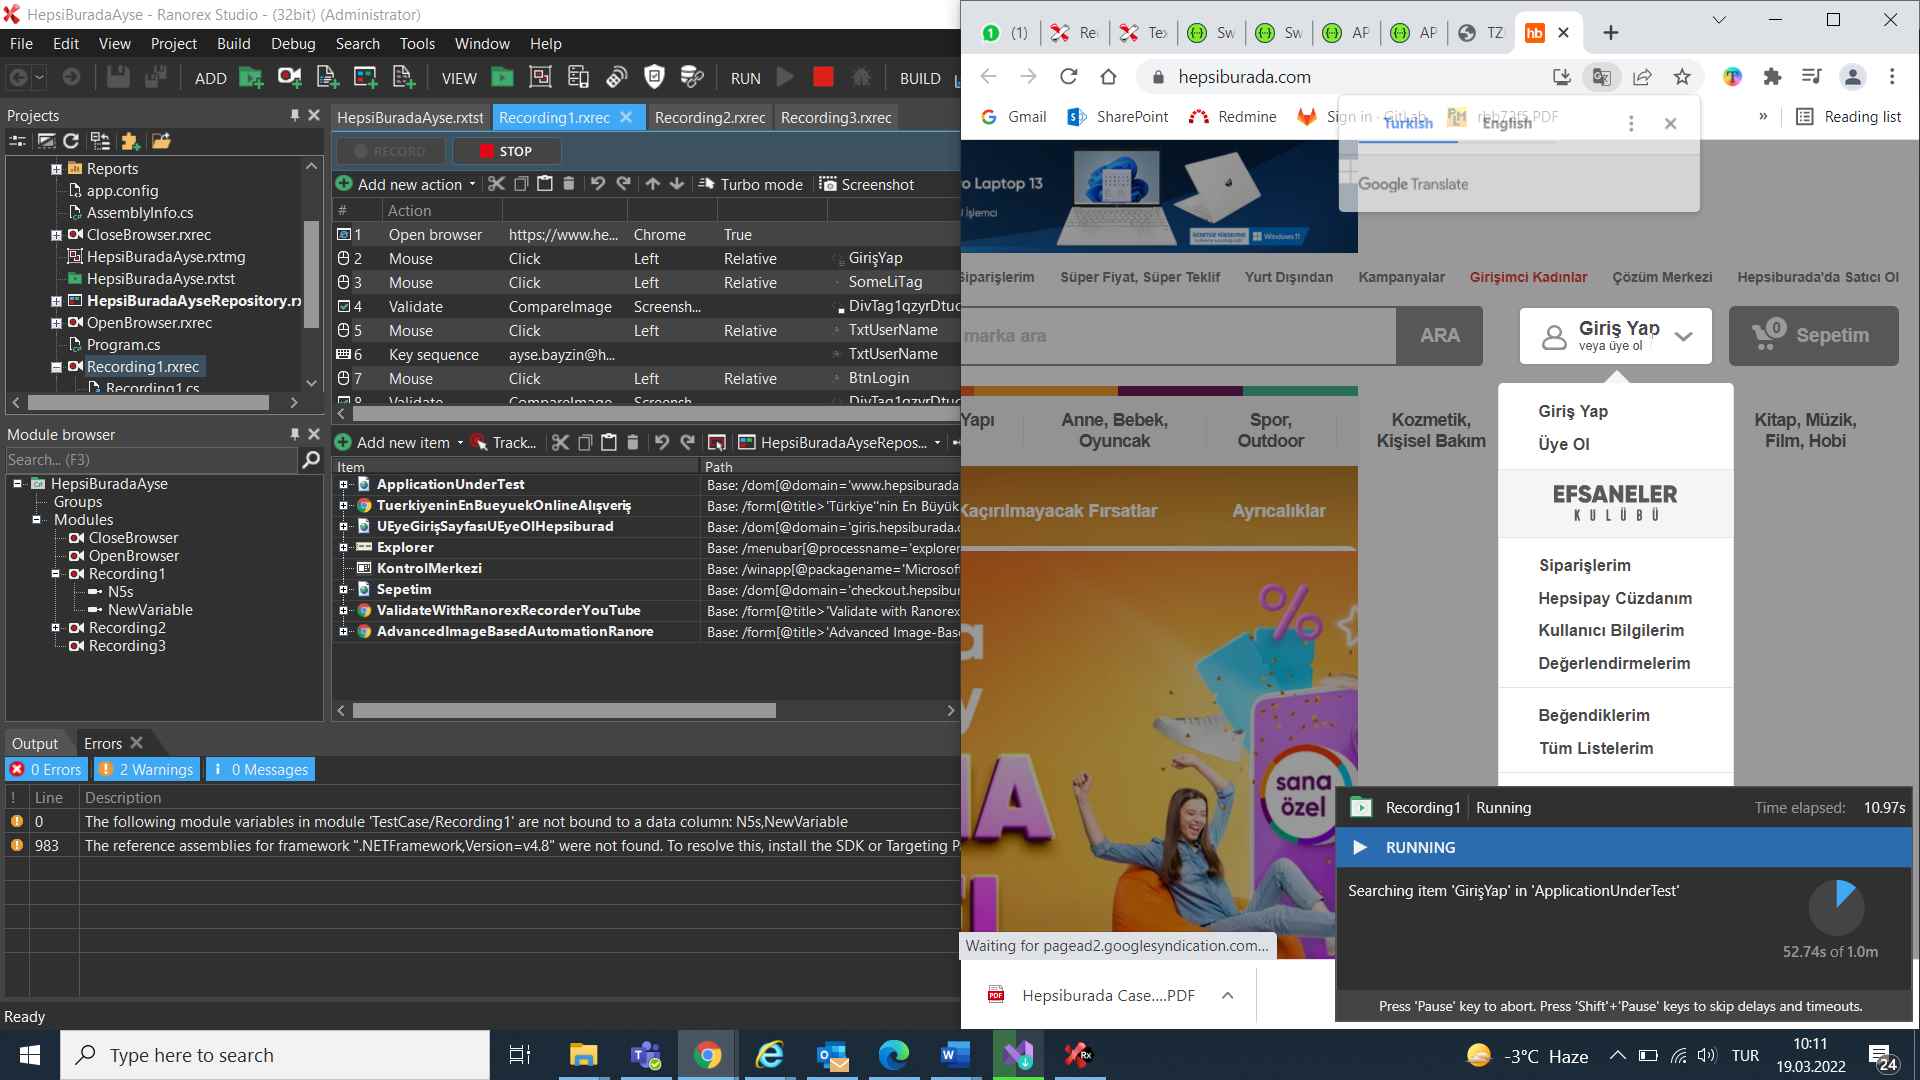 HepsiBuradaAyse - Ranorex Studio - (32bit) (Administrator)
File Edit View Project Build Debug Search Tools Window Help
ADD VIEW RUN BUILD
Projects
Reports
app.config
AssemblyInfo.cs
CloseBrowser.rxrec
HepsiBuradaAyse.rxtmg
HepsiBuradaAyse.rxtst
HepsiBuradaAyseRepository.rx
OpenBrowser.rxrec
Program.cs
Recording1.rxrec
Recording1.cs
Module browser
Search... (F3)
HepsiBuradaAyse
Groups
Modules
CloseBrowser
OpenBrowser
Recording1
N5s
NewVariable
Recording2
Recording3
HepsiBuradaAyse.rxtst Recording1.rxrec Recording2.rxrec Recording3.rxrec
RECORD STOP
Add new action Turbo mode Screenshot
# Action
1 Open browser https://www.he... Chrome True
2 Mouse Click Left Relative GirişYap
3 Mouse Click Left Relative SomeLiTag
4 Validate CompareImage Screensh... DivTag1qzyrDtuc
5 Mouse Click Left Relative TxtUserName
6 Key sequence ayse.bayzin@h... TxtUserName
7 Mouse Click Left Relative BtnLogin
8 Validate CompareImage Screensh DivTag1qzyrDtuc
Add new item Track... HepsiBuradaAyseRepos...
Item Path
ApplicationUnderTest Base: /dom[@domain='www.hepsiburada.
TuerkiyeninEnBueyuekOnlineAlışveriş Base: /form[@title>'Türkiye''nin En Büyük
UEyeGirişSayfasıUEyeOlHepsiburad Base: /dom[@domain='giris.hepsiburada.c
Explorer Base: /menubar[@processname='explorer
KontrolMerkezi Base: /winapp[@packagename='Microsoft
Sepetim Base: /dom[@domain='checkout.hepsibur
ValidateWithRanorexRecorderYouTube Base: /form[@title>'Validate with Ranorex
AdvancedImageBasedAutomationRanore Base: /form[@title>'Advanced Image-Base
Output Errors
0 Errors 2 Warnings 0 Messages
! Line Description
0 The following module variables in module 'TestCase/Recording1' are not bound to a data column: N5s,NewVariable
983 The reference assemblies for framework ".NETFramework,Version=v4.8" were not found. To resolve this, install the SDK or Targeting P
Ready
1 (1) Re Tex Sw Sw AP AP TZ hb
hepsiburada.com
Gmail SharePoint Redmine Sign in · GitLab PDF » Reading list
Turkish English
Google Translate
o Laptop 13
İşlemci
Windows 11
Siparişlerim Süper Fiyat, Süper Teklif Yurt Dışından Kampanyalar Girişimci Kadınlar Çözüm Merkezi Hepsiburada'da Satıcı Ol
marka ara ARA
Giriş Yap
veya üye ol
0 Sepetim
Yapı
Anne, Bebek,
Oyuncak
Spor,
Outdoor
Kozmetik,
Kişisel Bakım
Kitap, Müzik,
Film, Hobi
Giriş Yap
Üye Ol
EFSANELER
KULÜBÜ
Siparişlerim
Hepsipay Cüzdanım
Kullanıcı Bilgilerim
Değerlendirmelerim
Beğendiklerim
Tüm Listelerim
Kaçırılmayacak Fırsatlar Ayrıcalıklar
a
y
NA
NI
%
sana
özel
Recording1 Running Time elapsed: 10.97s
RUNNING
Searching item 'GirişYap' in 'ApplicationUnderTest'
52.74s of 1.0m
Press 'Pause' key to abort. Press 'Shift'+'Pause' keys to skip delays and timeouts.
Waiting for pagead2.googlesyndication.com...
PDF Hepsiburada Case....PDF
Type here to search
-3°C Haze TUR
10:11
19.03.2022
24